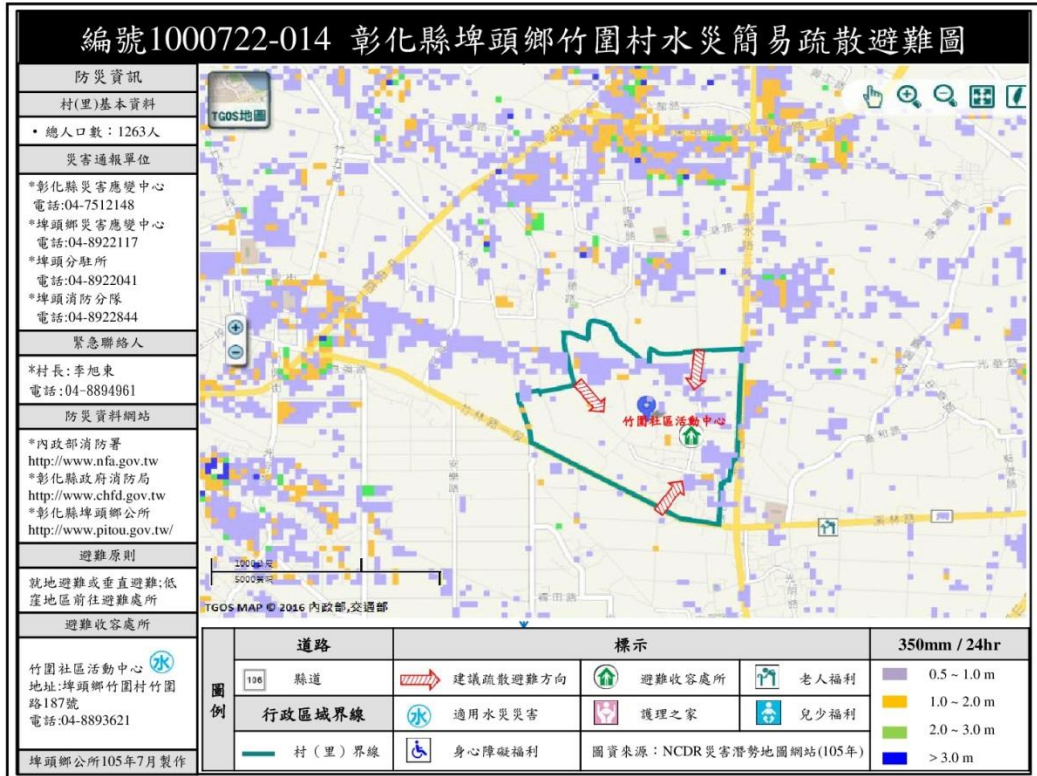 編號1000722-014 彰化縣埤頭鄉竹圍村水災簡易疏散避難圖
防災資訊
村(里)基本資料
• 總人口數：1263人
災害通報單位
*彰化縣災害應變中心
電話:04-7512148
*埤頭鄉災害應變中心
電話:04-8922117
*埤頭分駐所
電話:04-8922041
*埤頭消防分隊
電話:04-8922844
緊急聯絡人
*村長:李旭東
電話:04-8894961
防災資料網站
*內政部消防署
http://www.nfa.gov.tw
*彰化縣政府消防局
http://www.chfd.gov.tw
*彰化縣埤頭鄉公所
http://www.pitou.gov.tw/
避難原則
就地避難或垂直避難;低
窪地區前往避難處所
避難收容處所
竹圍社區活動中心 水
地址:埤頭鄉竹圍村竹圍
路187號
電話:04-8893621
埤頭鄉公所105年7月製作
TGOS地圖
竹圍社區活動中心
1000公尺
5000英呎
TGOS MAP © 2016 內政部,交通部
圖例
道路
標示
350mm / 24hr
106 縣道
建議疏散避難方向
避難收容處所
老人福利
0.5 ~ 1.0 m
行政區域界線
水 適用水災災害
護理之家
兒少福利
1.0 ~ 2.0 m
村（里）界線
身心障礙福利
圖資來源：NCDR災害潛勢地圖網站(105年)
2.0 ~ 3.0 m
> 3.0 m